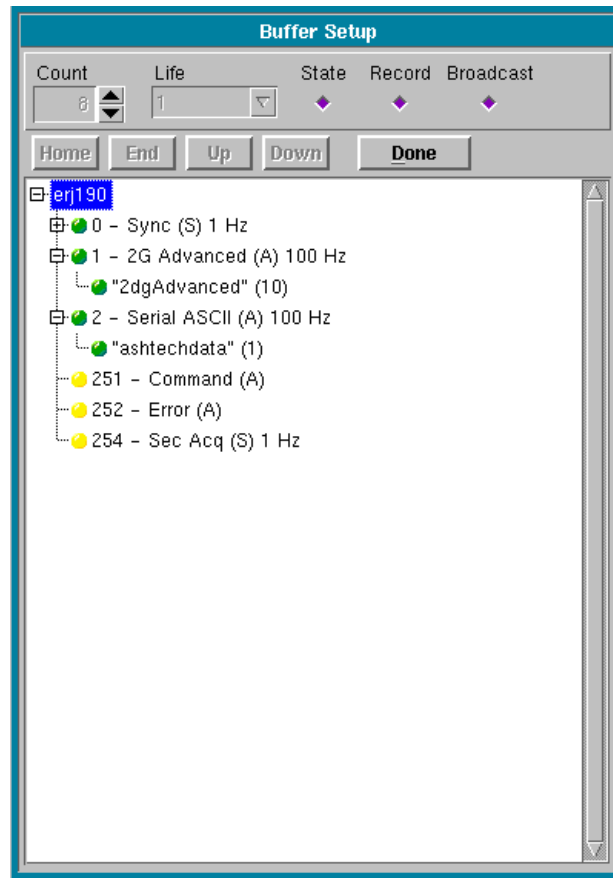 Buffer Setup
Count Life State Record Broadcast
6 1
Home End Up Down Done
erj190
0 - Sync (S) 1 Hz
1 - 2G Advanced (A) 100 Hz
"2dgAdvanced" (10)
2 - Serial ASCII (A) 100 Hz
"ashtechdata" (1)
251 - Command (A)
252 - Error (A)
254 - Sec Acq (S) 1 Hz